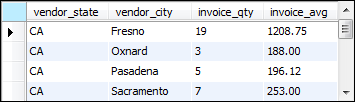 vendor_state vendor_city invoice_qty invoice_avg
CA Fresno 19 1208.75
CA Oxnard 3 188.00
CA Pasadena 5 196.12
CA Sacramento 7 253.00